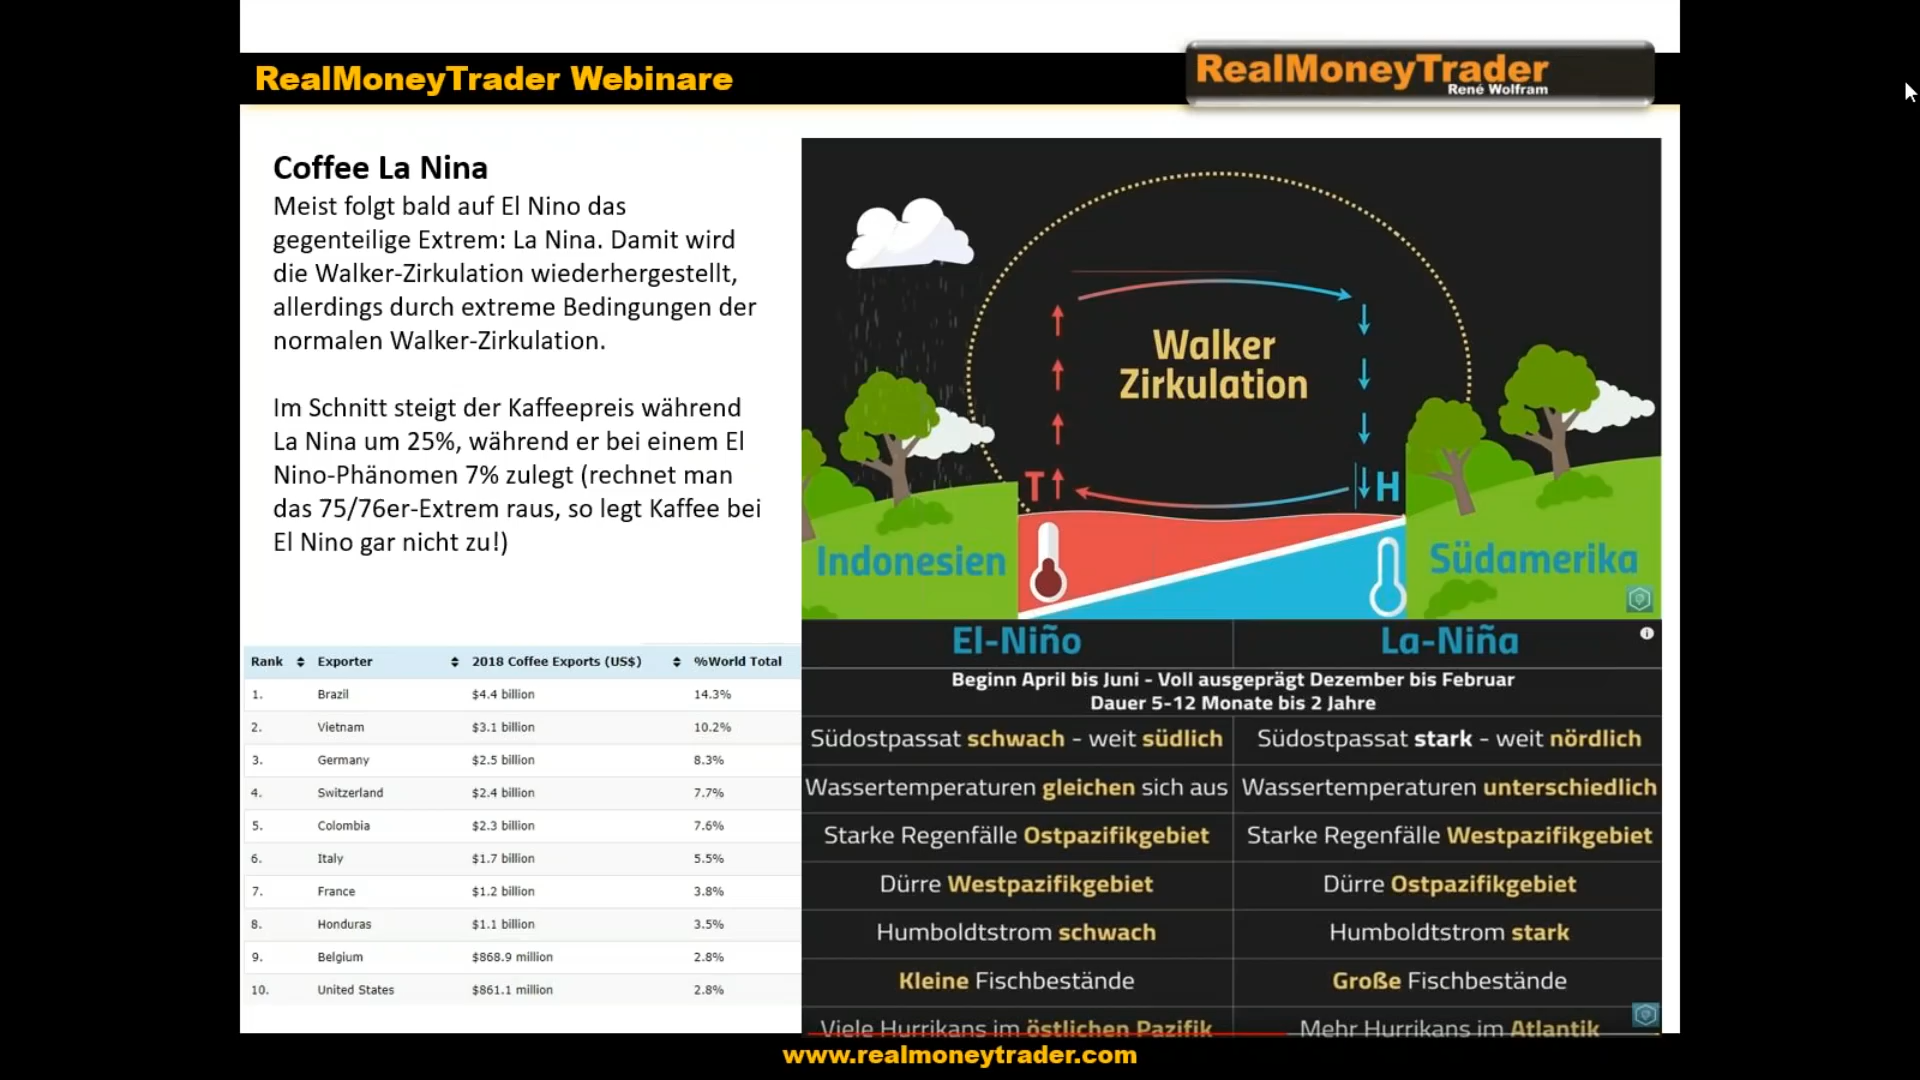 RealMoneyTrader Webinare
RealMoneyTrader
René Wolfram
Coffee La Nina
Meist folgt bald auf El Nino das
gegenteilige Extrem: La Nina. Damit wird
die Walker-Zirkulation wiederhergestellt,
allerdings durch extreme Bedingungen der
normalen Walker-Zirkulation.
Im Schnitt steigt der Kaffeepreis während
La Nina um 25%, während er bei einem El
Nino-Phänomen 7% zulegt (rechnet man
das 75/76er-Extrem raus, so legt Kaffee bei
El Nino gar nicht zu!)
Rank Exporter 2018 Coffee Exports (US$) %World Total
1. Brazil $4.4 billion 14.3%
2. Vietnam $3.1 billion 10.2%
3. Germany $2.5 billion 8.3%
4. Switzerland $2.4 billion 7.7%
5. Colombia $2.3 billion 7.6%
6. Italy $1.7 billion 5.5%
7. France $1.2 billion 3.8%
8. Honduras $1.1 billion 3.5%
9. Belgium $868.9 million 2.8%
10. United States $861.1 million 2.8%
Walker
Zirkulation
T H
Indonesien Südamerika
El-Niño La-Niña
Beginn April bis Juni - Voll ausgeprägt Dezember bis Februar
Dauer 5-12 Monate bis 2 Jahre
Südostpassat schwach - weit südlich Südostpassat stark - weit nördlich
Wassertemperaturen gleichen sich aus Wassertemperaturen unterschiedlich
Starke Regenfälle Ostpazifikgebiet Starke Regenfälle Westpazifikgebiet
Dürre Westpazifikgebiet Dürre Ostpazifikgebiet
Humboldtstrom schwach Humboldtstrom stark
Kleine Fischbestände Große Fischbestände
Viele Hurrikans im östlichen Pazifik Mehr Hurrikans im Atlantik
www.realmoneytrader.com